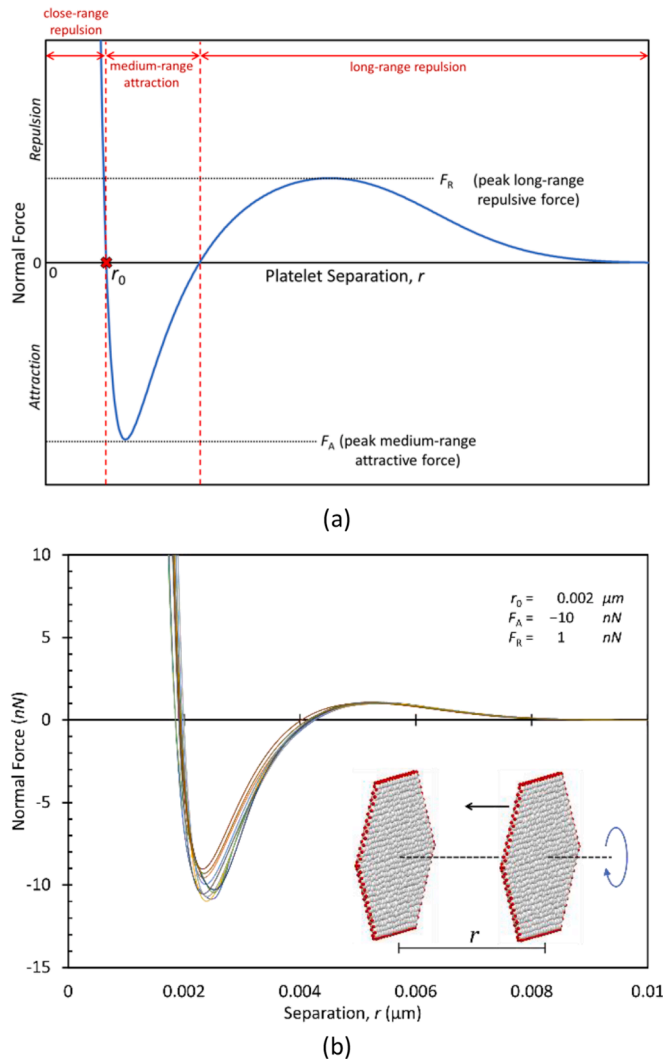 close-range
repulsion
medium-range
attraction
long-range repulsion
Repulsion
Normal Force
Attraction
F_R (peak long-range
repulsive force)
0
0
r_0
Platelet Separation, r
F_A (peak medium-range
attractive force)
(a)
10
5
0
-5
-10
-15
Normal Force (nN)
r_0 = 0.002 μm
F_A = −10 nN
F_R = 1 nN
r
0
0.002
0.004
0.006
0.008
0.01
Separation, r (μm)
(b)